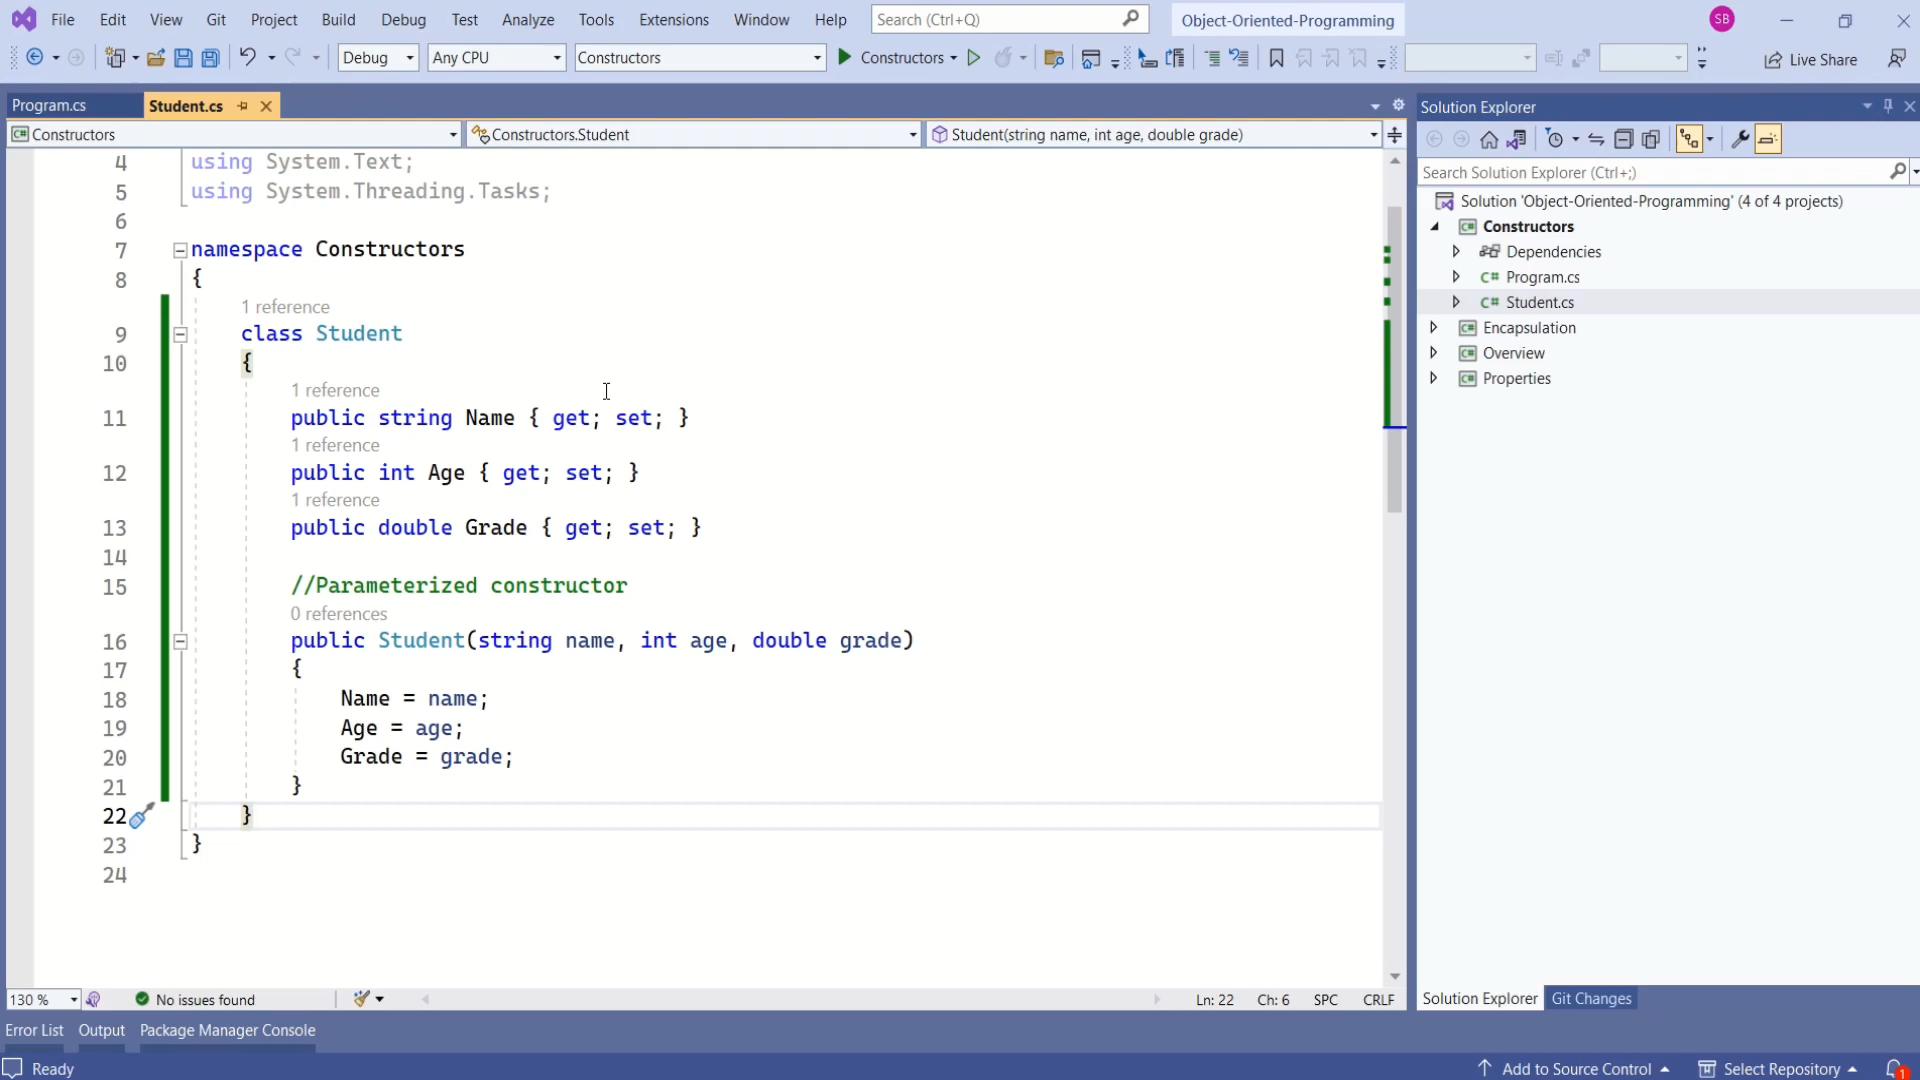 File Edit View Git Project Build Debug Test Analyze Tools Extensions Window Help Search (Ctrl+Q) Object-Oriented-Programming SB
Debug Any CPU Constructors Constructors Live Share
Program.cs Student.cs
Constructors Constructors.Student Student(string name, int age, double grade)
4 using System.Text;
5 using System.Threading.Tasks;
6
7 namespace Constructors
8 {
1 reference
9 class Student
10 {
1 reference
11 public string Name { get; set; }
1 reference
12 public int Age { get; set; }
1 reference
13 public double Grade { get; set; }
14
15 //Parameterized constructor
0 references
16 public Student(string name, int age, double grade)
17 {
18 Name = name;
19 Age = age;
20 Grade = grade;
21 }
22 }
23 }
24
130 % No issues found Ln: 22 Ch: 6 SPC CRLF
Solution Explorer
Search Solution Explorer (Ctrl+;)
Solution 'Object-Oriented-Programming' (4 of 4 projects)
Constructors
Dependencies
C# Program.cs
C# Student.cs
C# Encapsulation
C# Overview
C# Properties
Solution Explorer Git Changes
Error List Output Package Manager Console
Ready Add to Source Control Select Repository 1